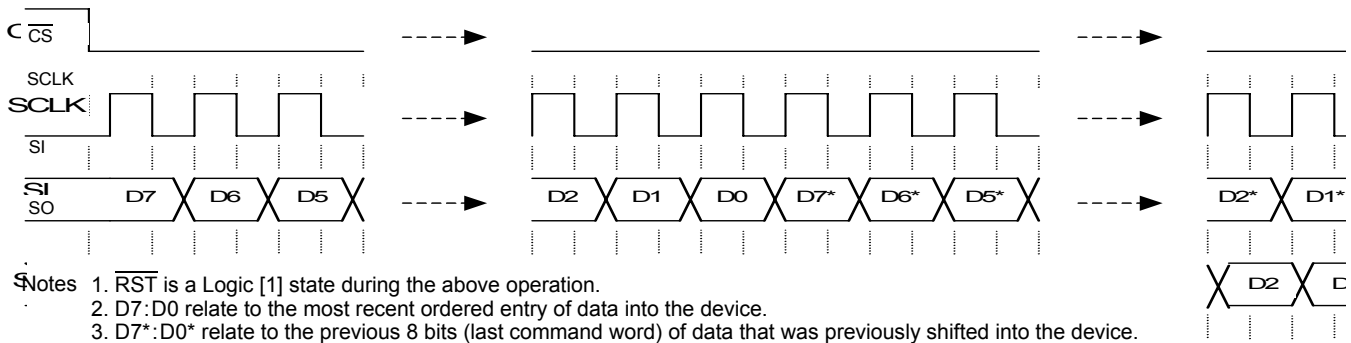 CS
SCLK
SCLK
SI
SI D7 D6 D5 D2 D1 D0 D7* D6* D5* D2* D1*
SO
D2
Notes 1. RST is a Logic [1] state during the above operation.
2. D7:D0 relate to the most recent ordered entry of data into the device.
3. D7*:D0* relate to the previous 8 bits (last command word) of data that was previously shifted into the device.